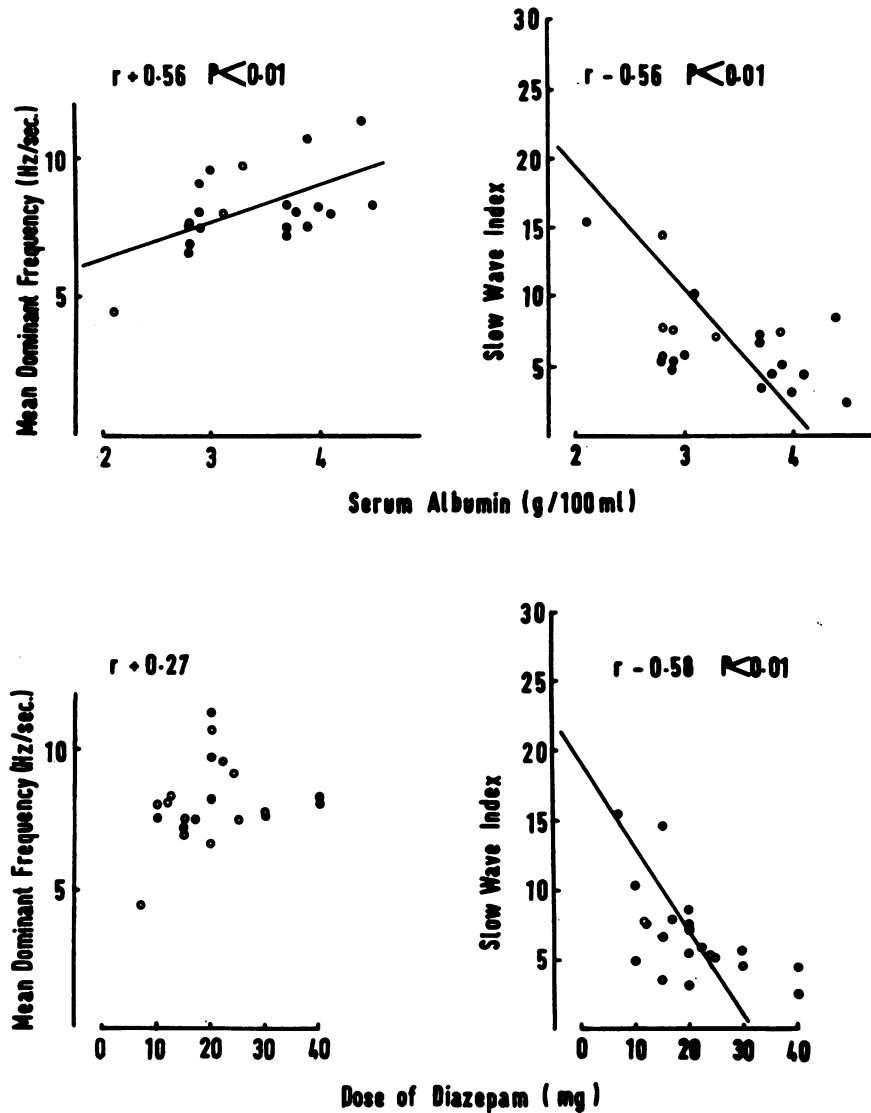 r + 0.56 P<0.01
Mean Dominant Frequency (Hz/sec.)
10
5
2 3 4
30
25
20
15
10
5
r - 0.56 P<0.01
Slow Wave Index
2 3 4
Serum Albumin (g/100 ml)
r + 0.27
Mean Dominant Frequency (Hz/sec.)
10
5
0 10 20 30 40
30
25
20
15
10
5
r - 0.58 P<0.01
Slow Wave Index
0 10 20 30 40
Dose of Diazepam (mg)